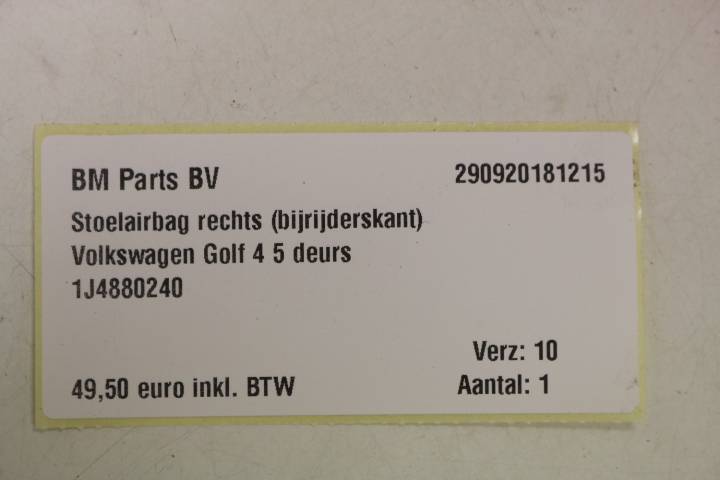 BM Parts BV 290920181215
Stoelairbag rechts (bijrijderskant)
Volkswagen Golf 4 5 deurs
1J4880240
Verz: 10
49,50 euro inkl. BTW Aantal: 1